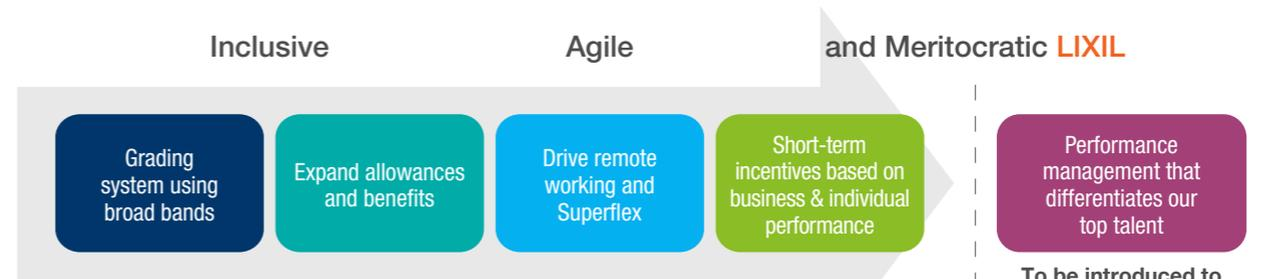 Inclusive Agile and Meritocratic LIXIL
Grading
system using
broad bands
Expand allowances
and benefits
Drive remote
working and
Superflex
Short-term
incentives based on
business & individual
performance
Performance
management that
differentiates our
top talent
To be introduced to